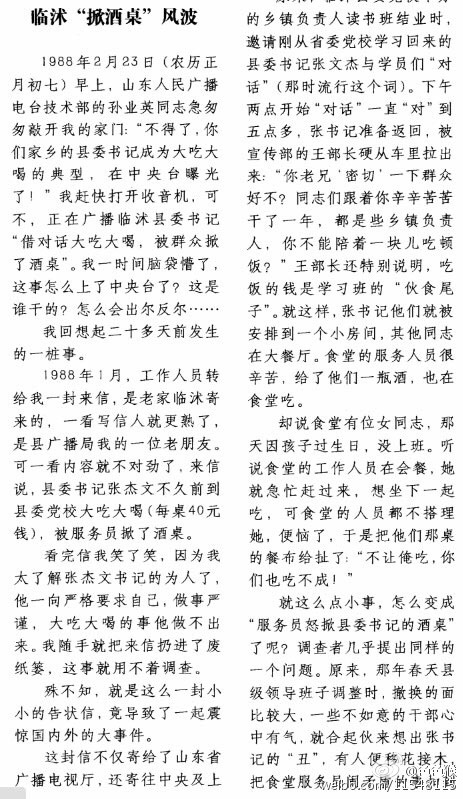 临沭“掀酒桌”风波
1988年2月23日(农历正
月初七)早上，山东人民广播
电台技术部的孙业英同志急匆
匆敲开我的家门：“不得了，你
们家乡的县委书记成为大吃大
喝的典型，在中央台曝光
了！”我赶快打开收音机，可
不，正在广播临沭县委书记
“借对话大吃大喝，被群众掀
了酒桌”。我一时间脑袋懵了，
这事怎么上了中央台了？这是
谁干的？怎么会出尔反尔……
我回想起二十多天前发生
的一桩事。
1988年1月，工作人员转
给我一封来信，是老家临沭寄
来的，一看写信人就更熟了，
是县广播局我的一位老朋友。
可一看内容就不对劲了，来信
说，县委书记张杰文不久前到
县委党校大吃大喝(每桌40元
钱)，被服务员掀了酒桌。
看完信我笑了笑，因为我
太了解张杰文书记的为人了，
他一向严格要求自己，做事严
谨，大吃大喝的事他做不出
来。我随手就把来信扔进了废
纸篓，这事就用不着调查。
殊不知，就是这么一封小
小的告状信，竟导致了一起震
惊国内外的大事件。
这封信不仅寄给了山东省
广播电视厅，还寄往中央及上
的乡镇负责人读书班结业时，
邀请刚从省委党校学习回来的
县委书记张文杰与学员们“对
话”(那时流行这个词)。下午
两点开始“对话”一直“对”到
五点多，张书记准备返回，被
宣传部的王部长硬从车里拉出
来：“你老兄‘密切’一下群众
好不？同志们跟着你辛辛苦苦
干了一年，都是些乡镇负责
人，你不能陪着一块儿吃顿
饭？”王部长还特别说明，吃
饭的钱是学习班的“伙食尾
子”。就这样，张书记他们就被
安排到一个小房间，其他同志
在大餐厅。食堂的服务人员很
辛苦，给了他们一瓶酒，也在
食堂吃。
却说食堂有位女同志，那
天因孩子过生日，没上班。听
说食堂的工作人员在会餐，她
就急忙赶过来，想坐下一起
吃，可食堂的人员都不搭理
她，便恼了，于是把他们那桌
的餐布给扯了：“不让俺吃，你
们也吃不成！”
就这么点小事，怎么变成
“服务员怒掀县委书记的酒桌”
了呢？调查者几乎提出同样的
一个问题。原来，那年春天县
级领导班子调整时，撤换的面
比较大，一些不如意的干部心
中有气，就合起伙来想出张书
记的“丑”，有人便移花接木，
把食堂服务员